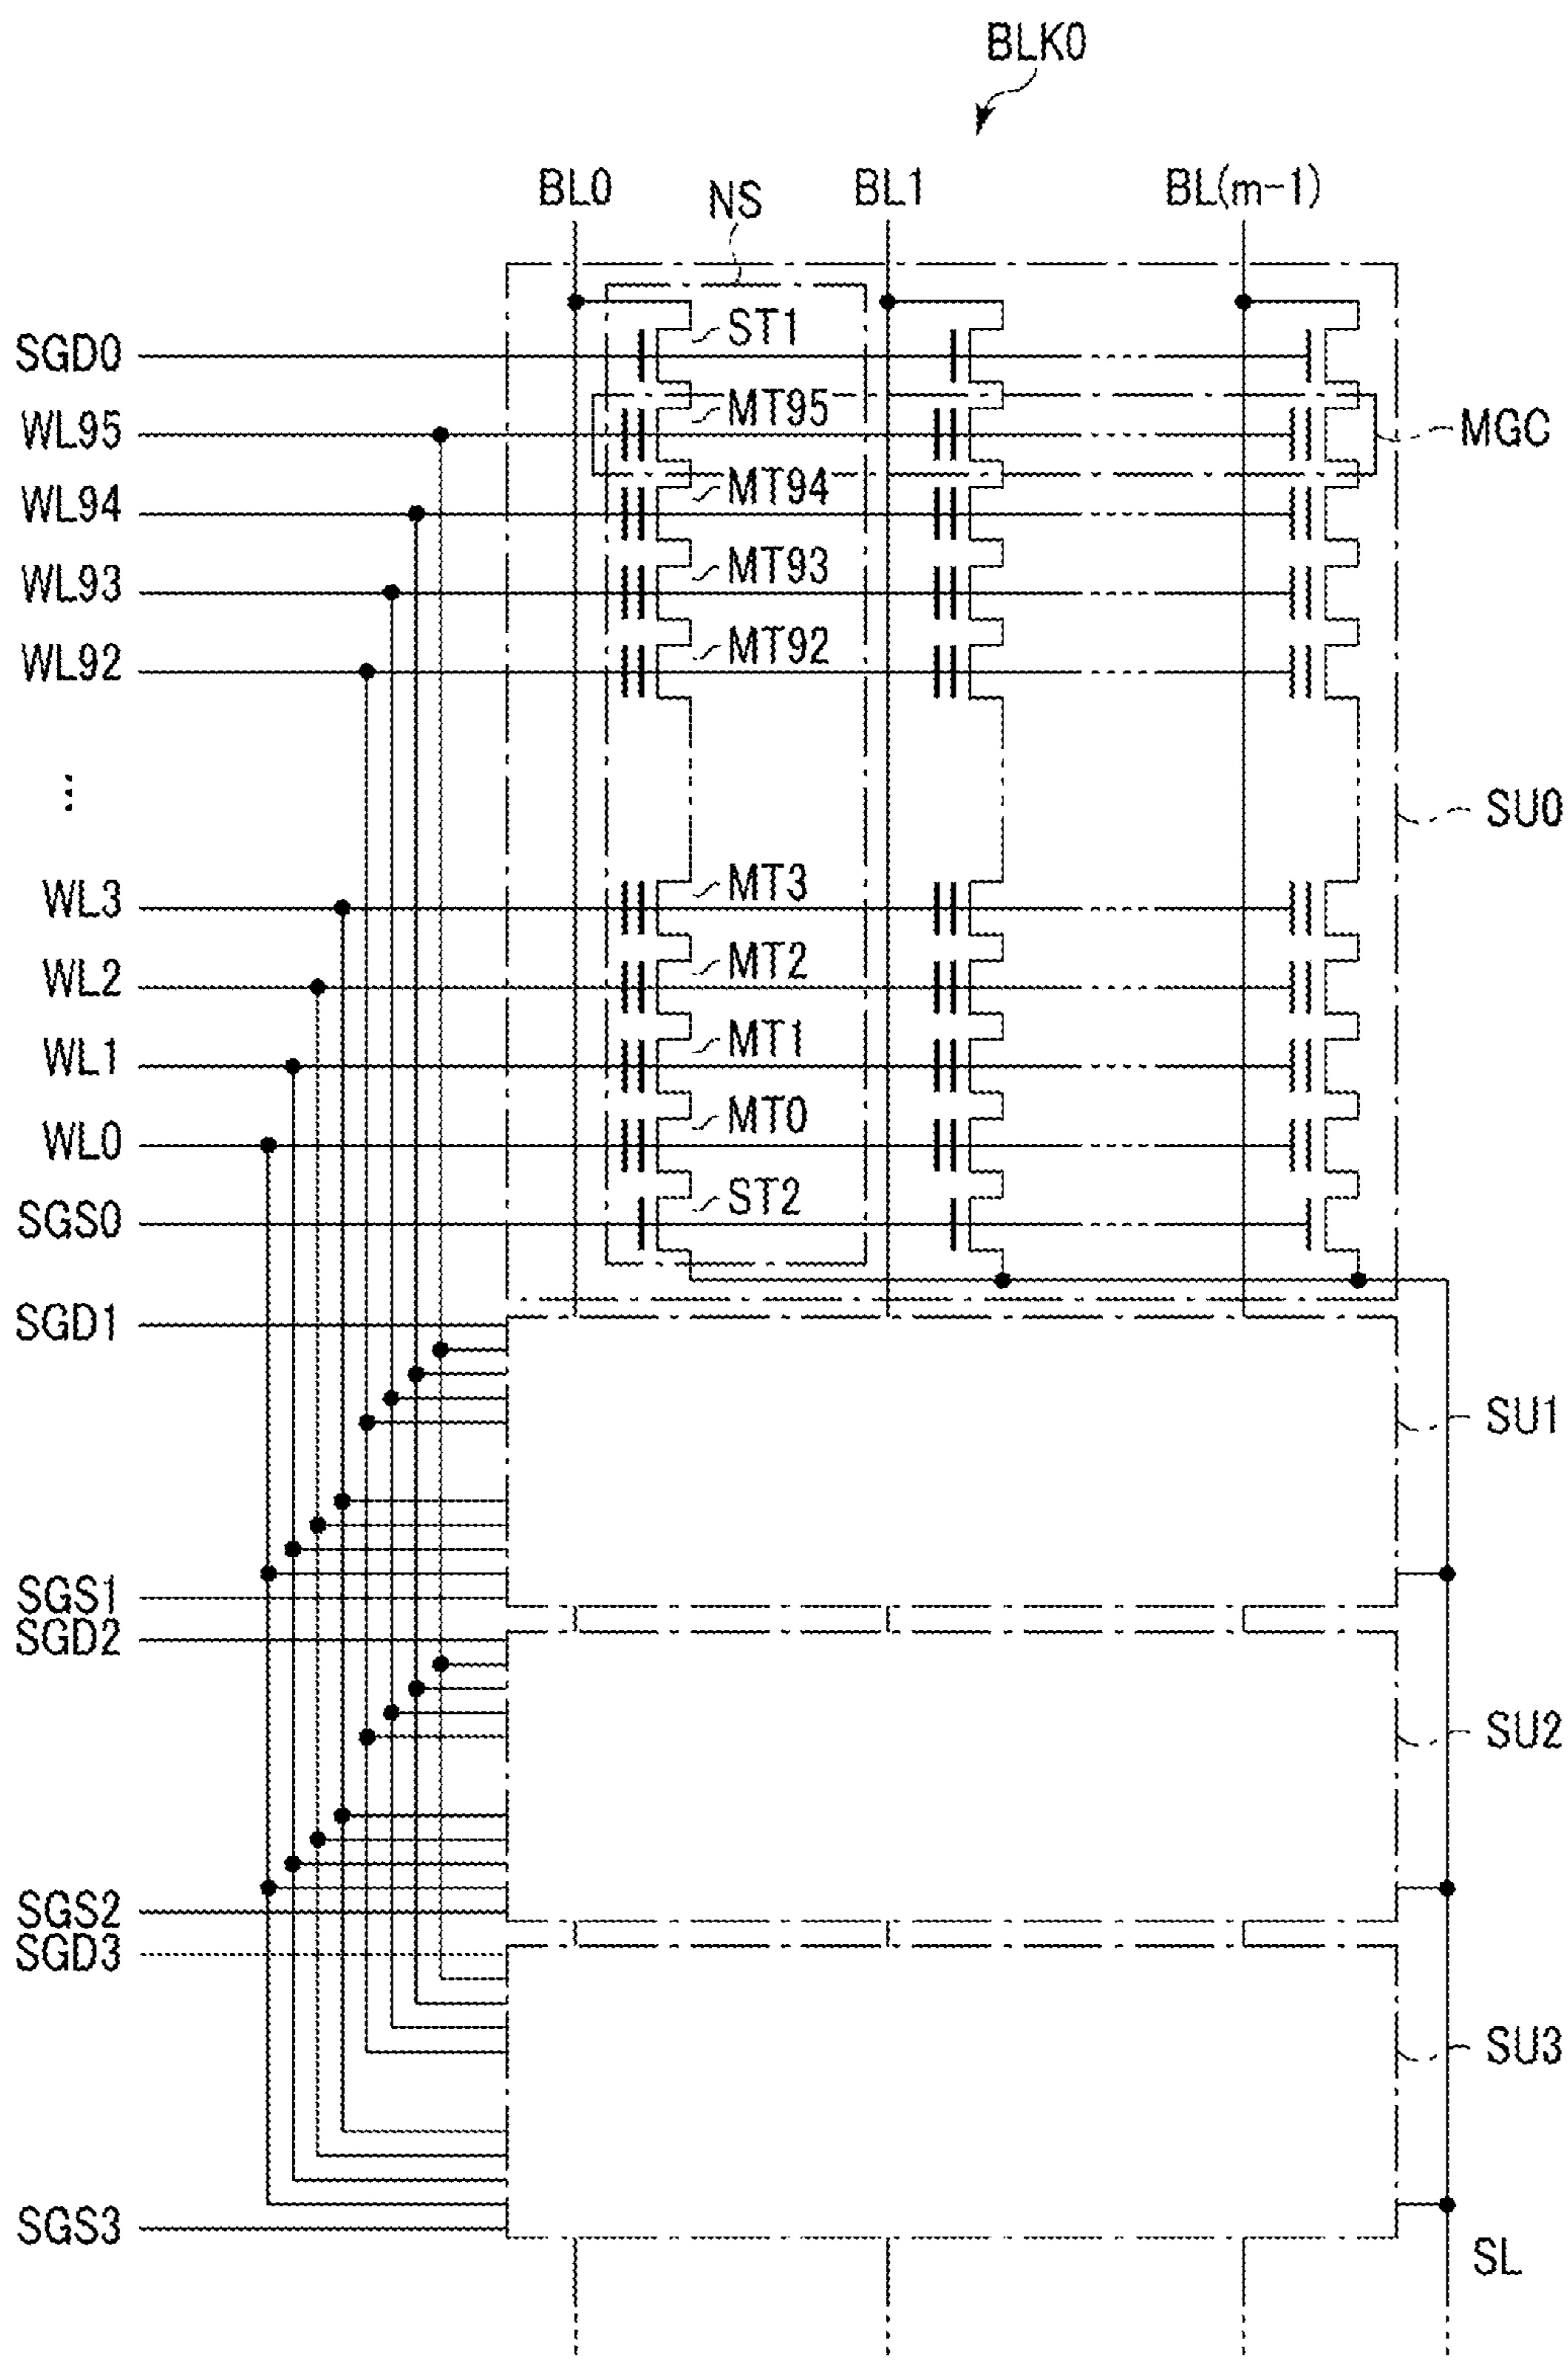 BLK0
BL0 NS BL1 BL(m-1)
ST1
SGD0
MT95
WL95 MGC
MT94
WL94
MT93
WL93
MT92
WL92
⋮
SU0
MT3
WL3
MT2
WL2
MT1
WL1
MT0
WL0
ST2
SGS0
SGD1
SU1
SGS1
SGD2
SU2
SGS2
SGD3
SU3
SGS3
SL